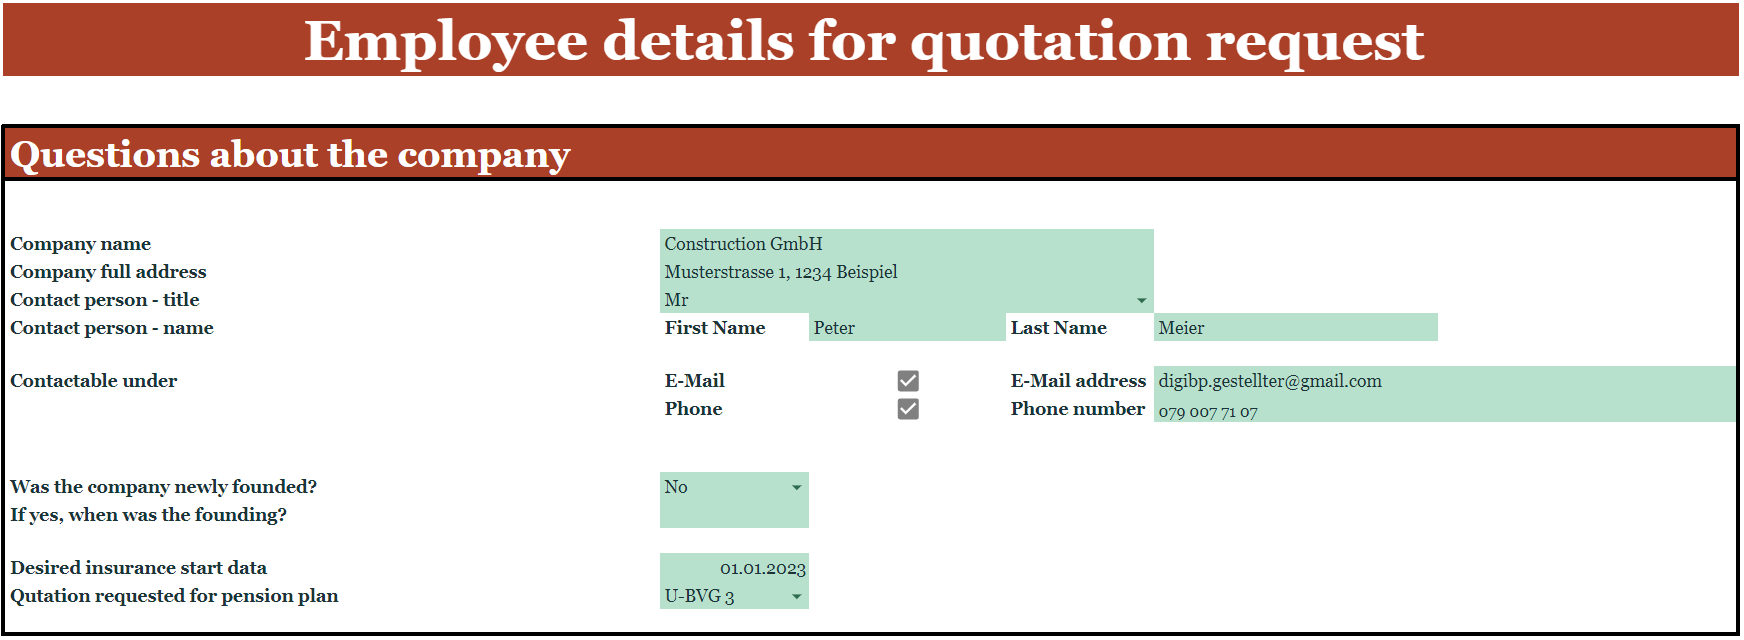 Employee details for quotation request
Questions about the company
Company name Construction GmbH
Company full address Musterstrasse 1, 1234 Beispiel
Contact person - title Mr
Contact person - name First Name Peter Last Name Meier
Contactable under E-Mail E-Mail address digibp.gestellter@gmail.com
Phone Phone number 079 007 71 07
Was the company newly founded? No
If yes, when was the founding?
Desired insurance start data 01.01.2023
Qutation requested for pension plan U-BVG 3